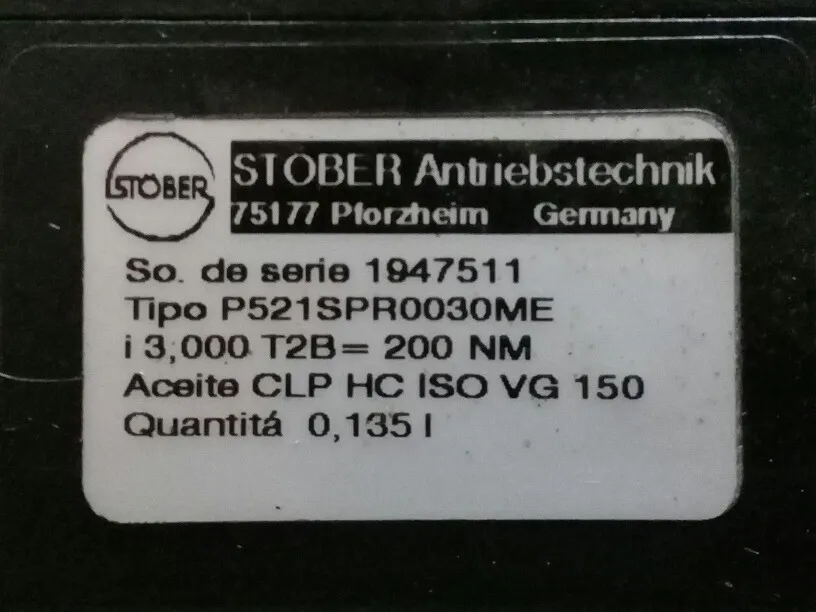 STÖBER
STOBER Antriebstechnik
75177 Pforzheim Germany
So. de serie 1947511
Tipo P521SPR0030ME
i 3,000 T2B= 200 NM
Aceite CLP HC ISO VG 150
Quantitá 0,135 l